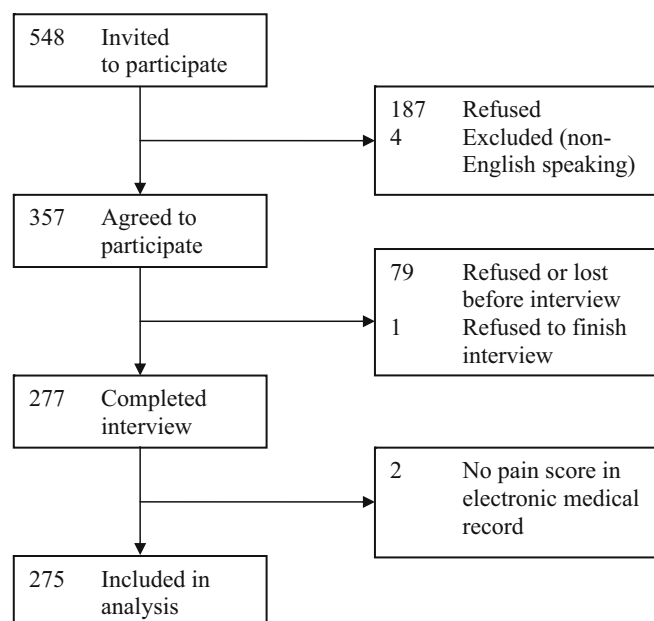 548 Invited
to participate
187 Refused
4 Excluded (non-
English speaking)
357 Agreed to
participate
79 Refused or lost
before interview
1 Refused to finish
interview
277 Completed
interview
2 No pain score in
electronic medical
record
275 Included in
analysis